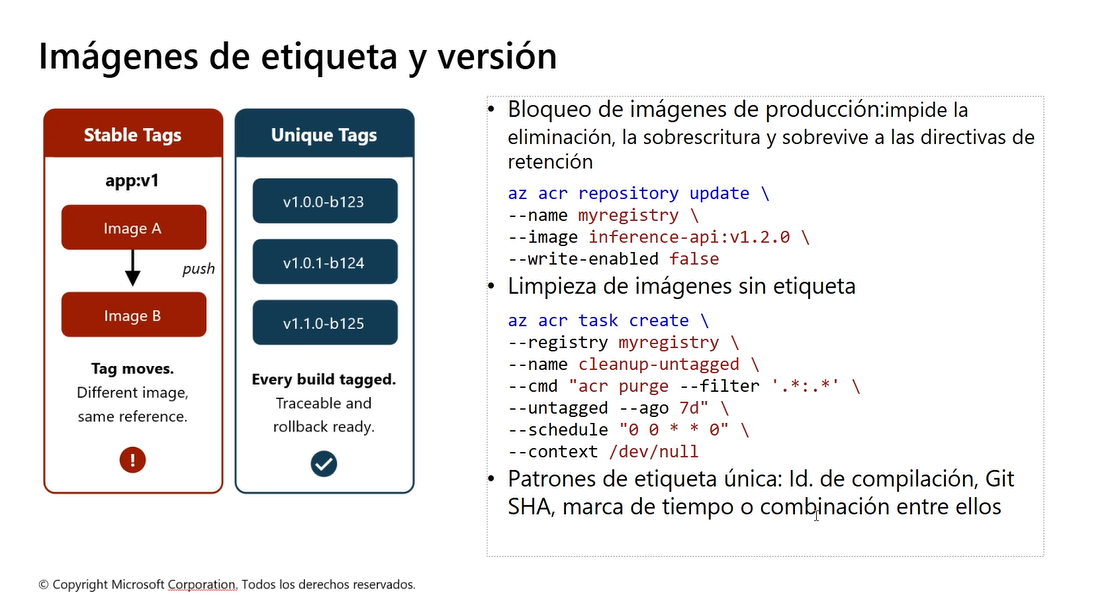 Imágenes de etiqueta y versión
Stable Tags
app:v1
Image A
push
Image B
Tag moves.
Different image,
same reference.
!
Unique Tags
v1.0.0-b123
v1.0.1-b124
v1.1.0-b125
Every build tagged.
Traceable and
rollback ready.
• Bloqueo de imágenes de producción:impide la
eliminación, la sobrescritura y sobrevive a las directivas de
retención
az acr repository update \
--name myregistry \
--image inference-api:v1.2.0 \
--write-enabled false
• Limpieza de imágenes sin etiqueta
az acr task create \
--registry myregistry \
--name cleanup-untagged \
--cmd "acr purge --filter '.*:.*' \
--untagged --ago 7d" \
--schedule "0 0 * * 0" \
--context /dev/null
• Patrones de etiqueta única: Id. de compilación, Git
SHA, marca de tiempo o combinación entre ellos
© Copyright Microsoft Corporation. Todos los derechos reservados.